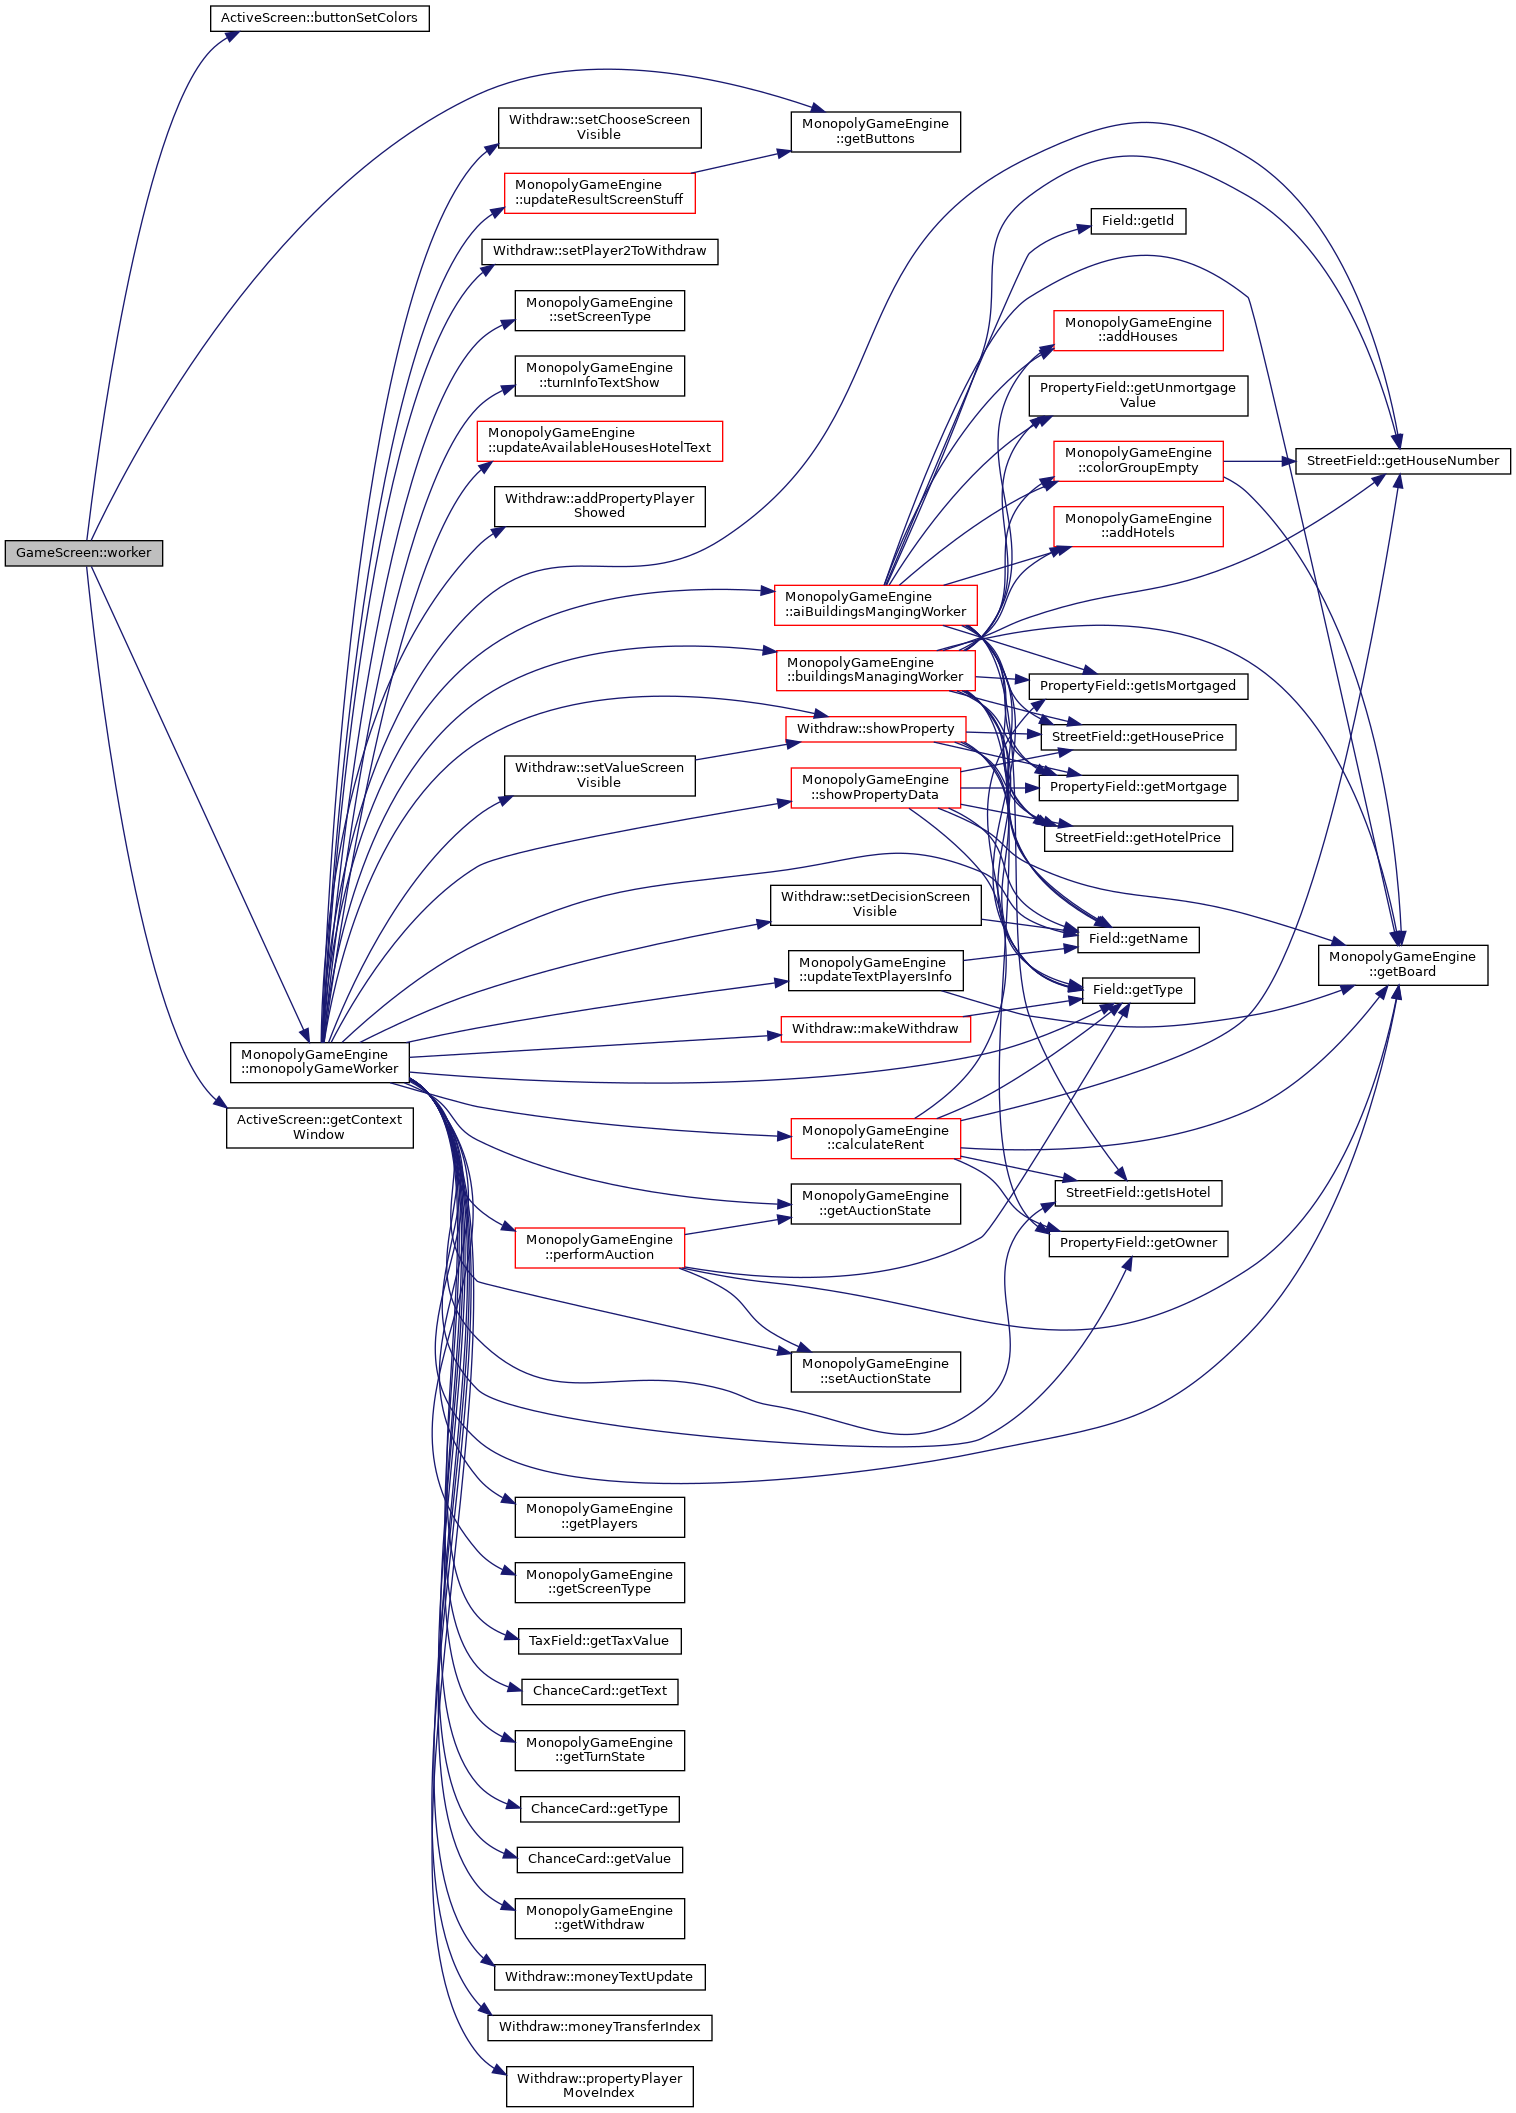 ActiveScreen::buttonSetColors
GameScreen::worker
MonopolyGameEngine
::monopolyGameWorker
ActiveScreen::getContext
Window
Withdraw::setChooseScreen
Visible
MonopolyGameEngine
::updateResultScreenStuff
Withdraw::setPlayer2ToWithdraw
MonopolyGameEngine
::setScreenType
MonopolyGameEngine
::turnInfoTextShow
MonopolyGameEngine
::updateAvailableHousesHotelText
Withdraw::addPropertyPlayer
Showed
Withdraw::setValueScreen
Visible
MonopolyGameEngine
::performAuction
MonopolyGameEngine
::getPlayers
MonopolyGameEngine
::getScreenType
TaxField::getTaxValue
ChanceCard::getText
MonopolyGameEngine
::getTurnState
ChanceCard::getType
ChanceCard::getValue
MonopolyGameEngine
::getWithdraw
Withdraw::moneyTextUpdate
Withdraw::moneyTransferIndex
Withdraw::propertyPlayer
MoveIndex
MonopolyGameEngine
::getButtons
MonopolyGameEngine
::aiBuildingsMangingWorker
MonopolyGameEngine
::buildingsManagingWorker
Withdraw::showProperty
MonopolyGameEngine
::showPropertyData
Withdraw::setDecisionScreen
Visible
MonopolyGameEngine
::updateTextPlayersInfo
Withdraw::makeWithdraw
MonopolyGameEngine
::calculateRent
MonopolyGameEngine
::getAuctionState
MonopolyGameEngine
::setAuctionState
Field::getId
MonopolyGameEngine
::addHouses
PropertyField::getUnmortgage
Value
MonopolyGameEngine
::colorGroupEmpty
MonopolyGameEngine
::addHotels
PropertyField::getIsMortgaged
StreetField::getHousePrice
PropertyField::getMortgage
StreetField::getHotelPrice
Field::getName
Field::getType
StreetField::getIsHotel
PropertyField::getOwner
StreetField::getHouseNumber
MonopolyGameEngine
::getBoard